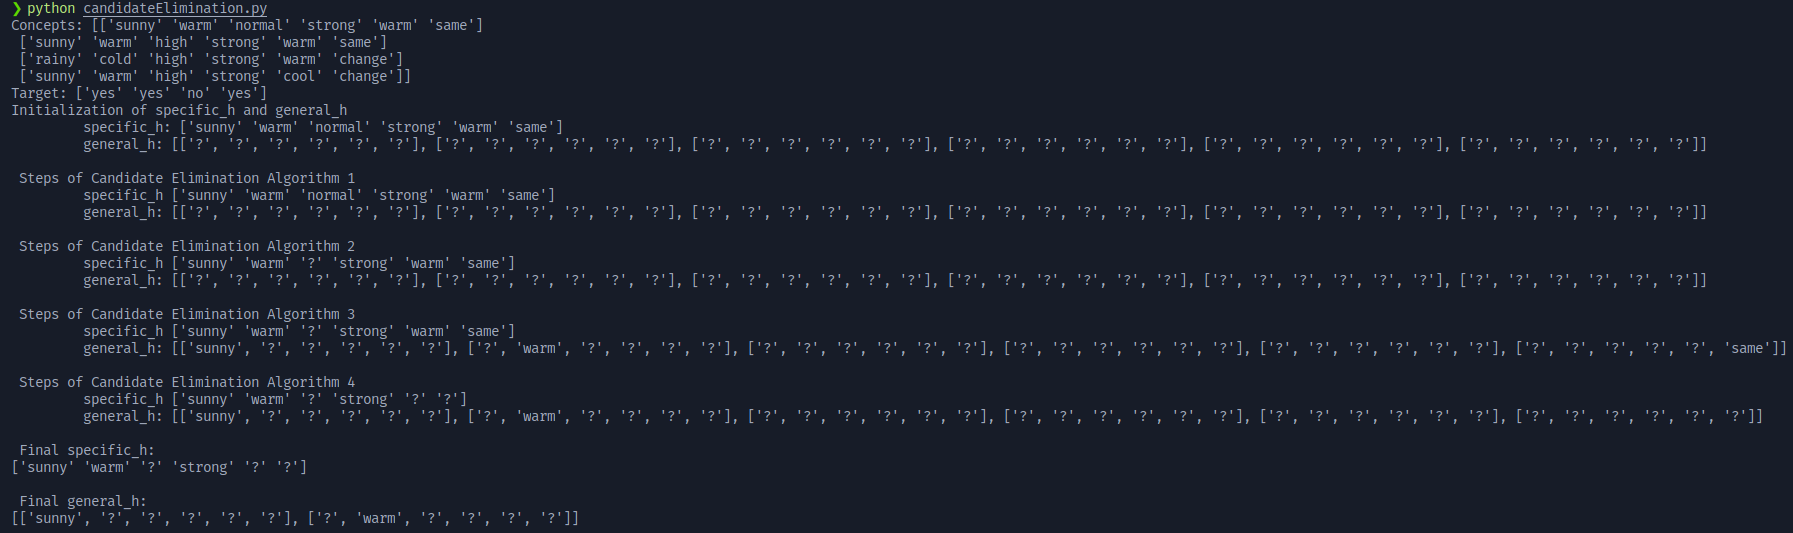 ❯ python candidateElimination.py
Concepts: [['sunny' 'warm' 'normal' 'strong' 'warm' 'same']
 ['sunny' 'warm' 'high' 'strong' 'warm' 'same']
 ['rainy' 'cold' 'high' 'strong' 'warm' 'change']
 ['sunny' 'warm' 'high' 'strong' 'cool' 'change']]
Target: ['yes' 'yes' 'no' 'yes']
Initialization of specific_h and general_h
         specific_h: ['sunny' 'warm' 'normal' 'strong' 'warm' 'same']
         general_h: [['?', '?', '?', '?', '?', '?'], ['?', '?', '?', '?', '?', '?'], ['?', '?', '?', '?', '?', '?'], ['?', '?', '?', '?', '?', '?'], ['?', '?', '?', '?', '?', '?'], ['?', '?', '?', '?', '?', '?']]

 Steps of Candidate Elimination Algorithm 1
         specific_h ['sunny' 'warm' 'normal' 'strong' 'warm' 'same']
         general_h: [['?', '?', '?', '?', '?', '?'], ['?', '?', '?', '?', '?', '?'], ['?', '?', '?', '?', '?', '?'], ['?', '?', '?', '?', '?', '?'], ['?', '?', '?', '?', '?', '?'], ['?', '?', '?', '?', '?', '?']]

 Steps of Candidate Elimination Algorithm 2
         specific_h ['sunny' 'warm' '?' 'strong' 'warm' 'same']
         general_h: [['?', '?', '?', '?', '?', '?'], ['?', '?', '?', '?', '?', '?'], ['?', '?', '?', '?', '?', '?'], ['?', '?', '?', '?', '?', '?'], ['?', '?', '?', '?', '?', '?'], ['?', '?', '?', '?', '?', '?']]

 Steps of Candidate Elimination Algorithm 3
         specific_h ['sunny' 'warm' '?' 'strong' 'warm' 'same']
         general_h: [['sunny', '?', '?', '?', '?', '?'], ['?', 'warm', '?', '?', '?', '?'], ['?', '?', '?', '?', '?', '?'], ['?', '?', '?', '?', '?', '?'], ['?', '?', '?', '?', '?', '?'], ['?', '?', '?', '?', '?', 'same']]

 Steps of Candidate Elimination Algorithm 4
         specific_h ['sunny' 'warm' '?' 'strong' '?' '?']
         general_h: [['sunny', '?', '?', '?', '?', '?'], ['?', 'warm', '?', '?', '?', '?'], ['?', '?', '?', '?', '?', '?'], ['?', '?', '?', '?', '?', '?'], ['?', '?', '?', '?', '?', '?'], ['?', '?', '?', '?', '?', '?']]

 Final specific_h:
['sunny' 'warm' '?' 'strong' '?' '?']

 Final general_h:
[['sunny', '?', '?', '?', '?', '?'], ['?', 'warm', '?', '?', '?', '?']]